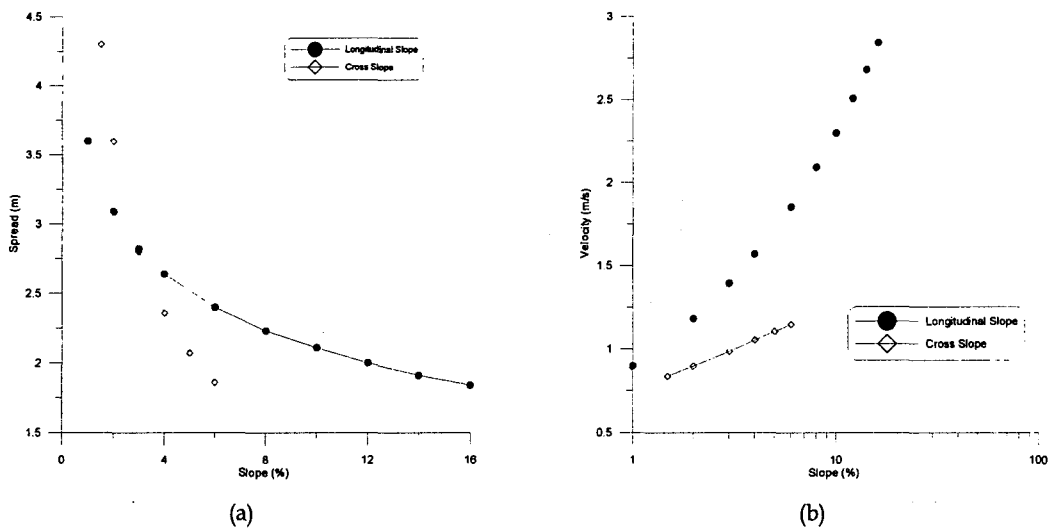 4.5
4
3.5
3
2.5
2
1.5
Spread (m)
0
4
8
12
16
Slope (%)
Longitudinal Slope
Cross Slope
(a)
3
2.5
2
1.5
1
0.5
Velocity (m/s)
1
10
100
Slope (%)
Longitudinal Slope
Cross Slope
(b)